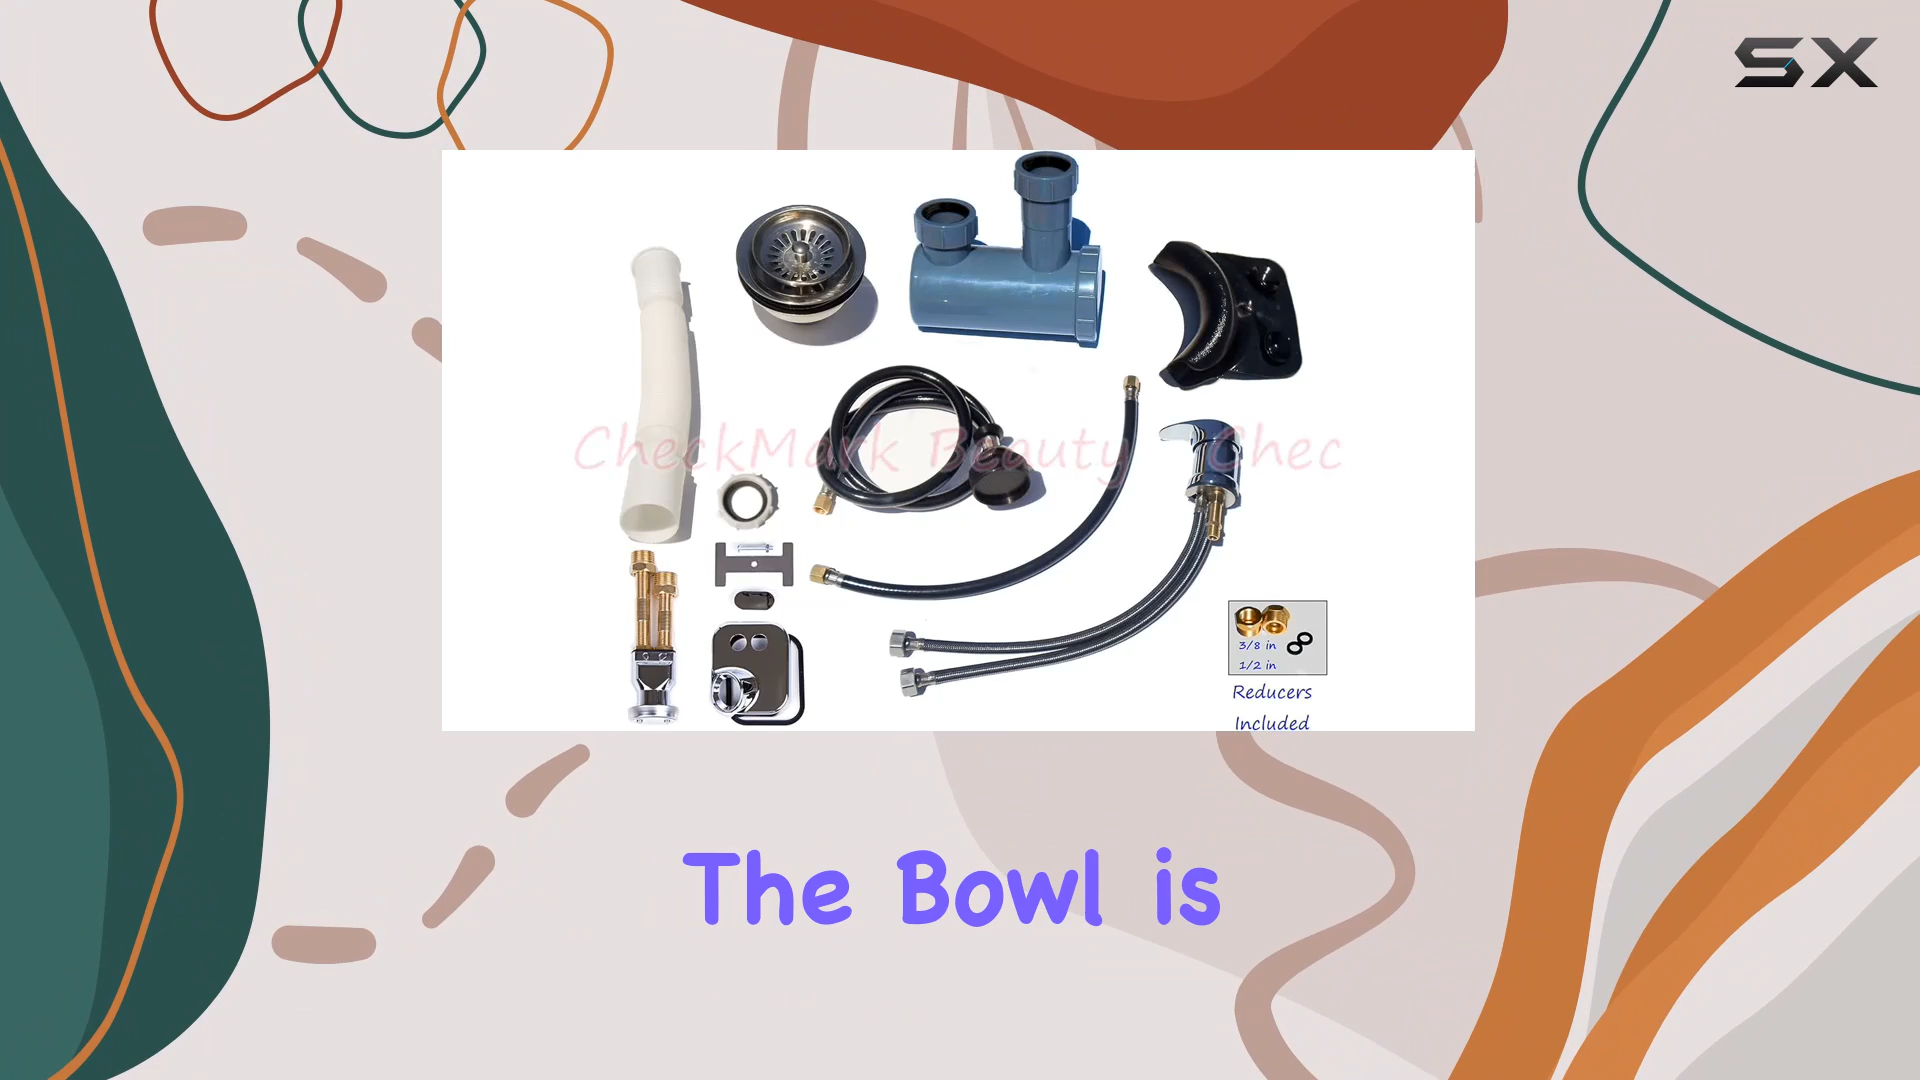 SX
CheckMark Beauty Chec
3/8 in
1/2 in
Reducers
Included
The Bowl is